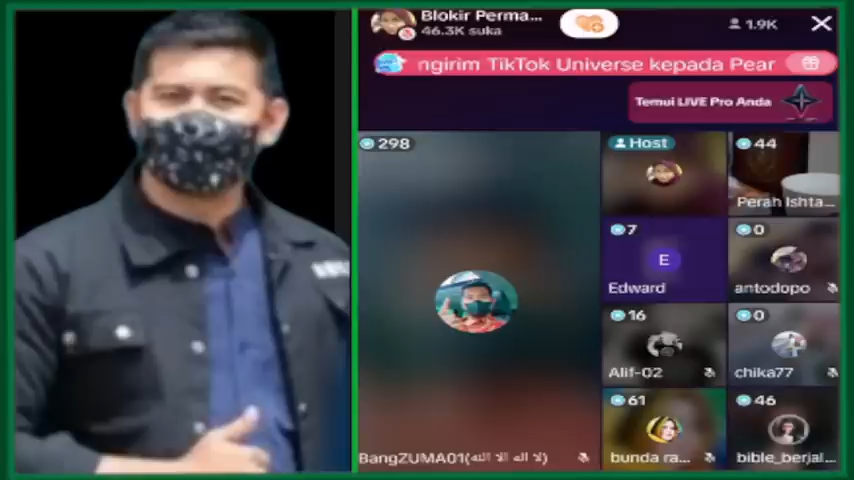 Blokir Perma...
46.3K suka
1.9K
ngirim TikTok Universe kepada Pear
Temui LIVE Pro Anda
298
Host
44
Perah Ishta...
7
E
Edward
0
antodopo
16
Alif-02
0
chika77
61
bunda ra...
46
bible_berjal...
BangZUMA01(لا اله الا الله)